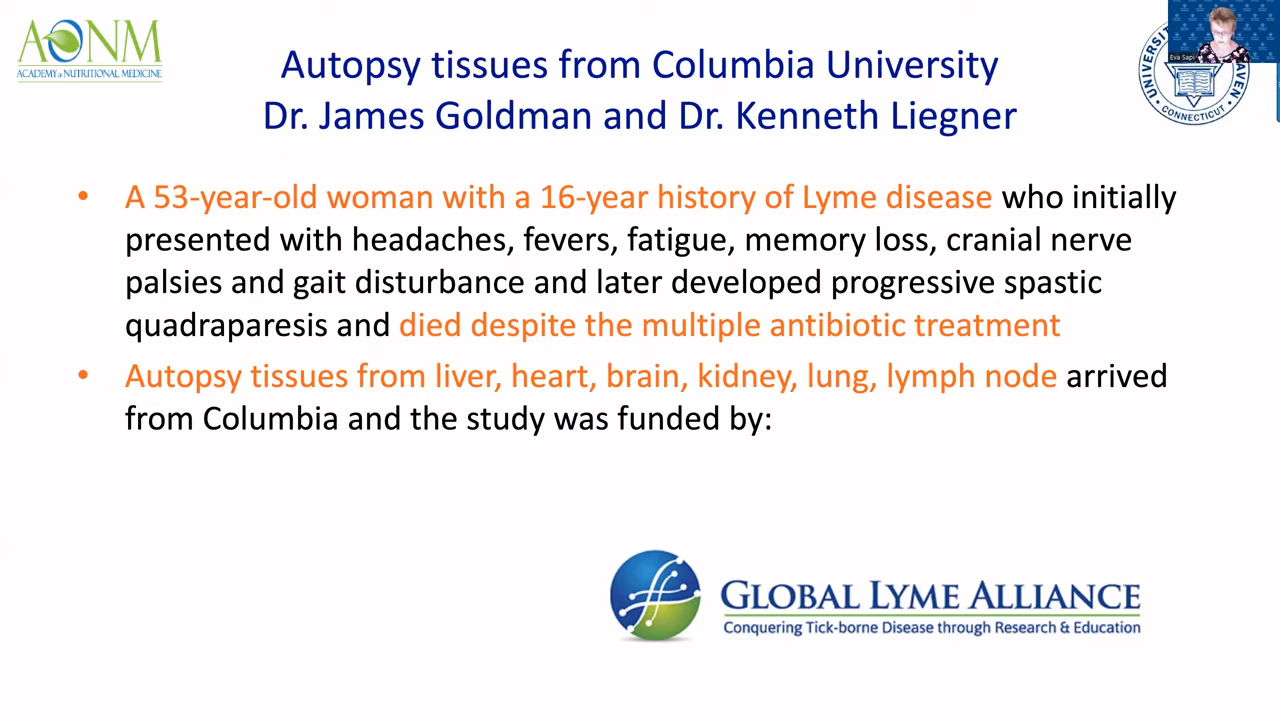 AONM
ACADEMY of NUTRITIONAL MEDICINE
Autopsy tissues from Columbia University
Dr. James Goldman and Dr. Kenneth Liegner
Eva Sapi
CONNECTICUT
• A 53-year-old woman with a 16-year history of Lyme disease who initially
presented with headaches, fevers, fatigue, memory loss, cranial nerve
palsies and gait disturbance and later developed progressive spastic
quadraparesis and died despite the multiple antibiotic treatment
• Autopsy tissues from liver, heart, brain, kidney, lung, lymph node arrived
from Columbia and the study was funded by:
GLOBAL LYME ALLIANCE
Conquering Tick-borne Disease through Research & Education